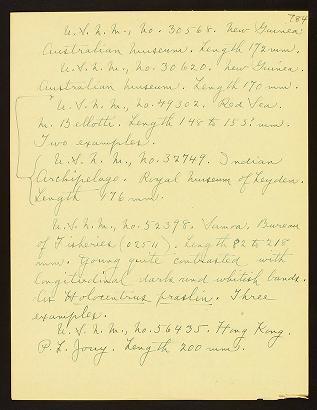 784
U.S.N.M., No. 30568. New Guinea.
Australian Museum. Length 172 mm.
U.S.N.M., No. 30620. New Guinea.
Australian Museum. Length 170 mm.
U.S.N.M., No. 49302. Red Sea.
M. Bellotti. Length 148 to 153? mm.
Two examples.
U.S.N.M., No. 32749. Indian
Archipelago. Royal Museum of Leyden.
Length 176 mm.
U.S.N.M., No. 52398. Samoa. Bureau
of Fisheries (02511). Length 82 to 218
mm. Young quite contrasted with
longitudinal dark and whitish bands.
As Holocentrus praslin. Three
examples.
U.S.N.M., No. 56435. Hong Kong.
P. L. Jouy. Length 200 mm.